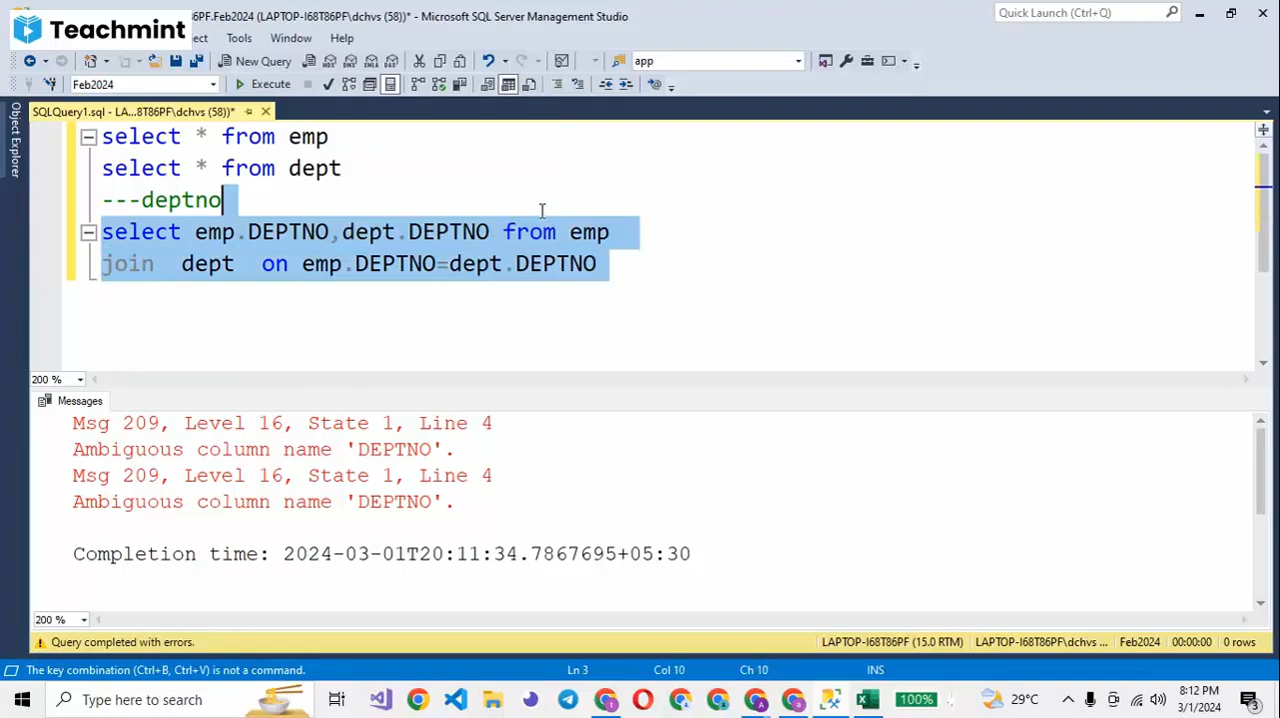 Teachmint
PF.Feb2024 (LAPTOP-I68T86PF\dchvs (58))* - Microsoft SQL Server Management Studio
Quick Launch (Ctrl+Q)
Tools Window Help
New Query
app
Feb2024
Execute
SQLQuery1.sql - LA...8T86PF\dchvs (58))*
Object Explorer
select * from emp
select * from dept
---deptno
select emp.DEPTNO,dept.DEPTNO from emp
join dept on emp.DEPTNO=dept.DEPTNO
200 %
Messages
Msg 209, Level 16, State 1, Line 4
Ambiguous column name 'DEPTNO'.
Msg 209, Level 16, State 1, Line 4
Ambiguous column name 'DEPTNO'.
Completion time: 2024-03-01T20:11:34.7867695+05:30
200 %
Query completed with errors.
LAPTOP-I68T86PF (15.0 RTM) LAPTOP-I68T86PF\dchvs ... Feb2024 00:00:00 0 rows
The key combination (Ctrl+B, Ctrl+V) is not a command.
Ln 3 Col 10 Ch 10 INS
Type here to search
100%
29°C
8:12 PM
3/1/2024
3